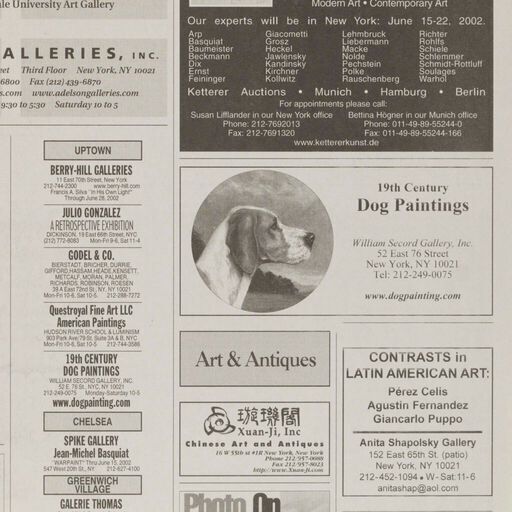 le University Art Gallery
ALLERIES, INC.
Third Floor New York, NY 10021
6800 Fax (212) 439-6870
s.com www.adelsongalleries.com
9:30 to 5:30 Saturday 10 to 5
UPTOWN
BERRY-HILL GALLERIES
11 East 70th Street, New York
212-744-2300 www.berry-hill.com
Francis A. Silva "In His Own Light"
Through June 28, 2002
JULIO GONZALEZ
A RETROSPECTIVE EXHIBITION
DICKINSON, 19 East 66th Street, NYC
(212) 772-8083 Mon-Fri 9-6, Sat 11-4
GODEL & CO.
BIERSTADT, BRICHER, DURRIE,
GIFFORD, HASSAM, HEADE, KENSETT,
METCALF, MORAN, PALMER,
RICHARDS, ROBINSON, ROESEN
39 A East 72nd St., NY, NY 10021
Mon-Fri 10-6, Sat 10-5 212-288-7272
Questroyal Fine Art LLC
American Paintings
HUDSON RIVER SCHOOL & LUMINISM
903 Park Ave/79 St. Suite 3A & B, NYC
Mon-Fri 10-6, Sat 10-5 212-744-3586
19th CENTURY
DOG PAINTINGS
WILLIAM SECORD GALLERY, INC.
52 E. 76 St., NYC, NY 10021
212-249-0075 Monday-Saturday 10-5
www.dogpainting.com
CHELSEA
SPIKE GALLERY
Jean-Michel Basquiat
"WARPAINT" Thru June 15, 2002
547 West 20th St., NY 212-627-4100
GREENWICH
VILLAGE
GALERIE THOMAS
Modern Art • Contemporary Art
Our experts will be in New York: June 15-22, 2002.
Arp Giacometti Lehmbruck Richter
Basquiat Grosz Liebermann Rohlfs
Baumeister Heckel Macke Schiele
Beckmann Jawlensky Nolde Schlemmer
Dix Kandinsky Pechstein Schmidt-Rottluff
Ernst Kirchner Polke Soulages
Feininger Kollwitz Rauschenberg Warhol
Ketterer Auctions • Munich • Hamburg • Berlin
For appointments please call:
Susan Lifflander in our New York office Bettina Högner in our Munich office
Phone: 212-7692013 Phone: 011-49-89-55244-0
Fax: 212-7691320 Fax: 011-49-89-55244-166
www.kettererkunst.de
19th Century
Dog Paintings
William Secord Gallery, Inc.
52 East 76 Street
New York, NY 10021
Tel: 212-249-0075
www.dogpainting.com
Art & Antiques
璇璣閣
Xuan-Ji, Inc
Chinese Art and Antiques
16 W 55th st #1R New York, New York
Phone 212/957-0088
Fax 212/957-8023
http://www.Xuan-Ji.com
Photo On
CONTRASTS in
LATIN AMERICAN ART:
Pérez Celis
Agustin Fernandez
Giancarlo Puppo
Anita Shapolsky Gallery
152 East 65th St. (patio)
New York, NY 10021
212-452-1094 • W- Sat: 11-6
anitashap@aol.com